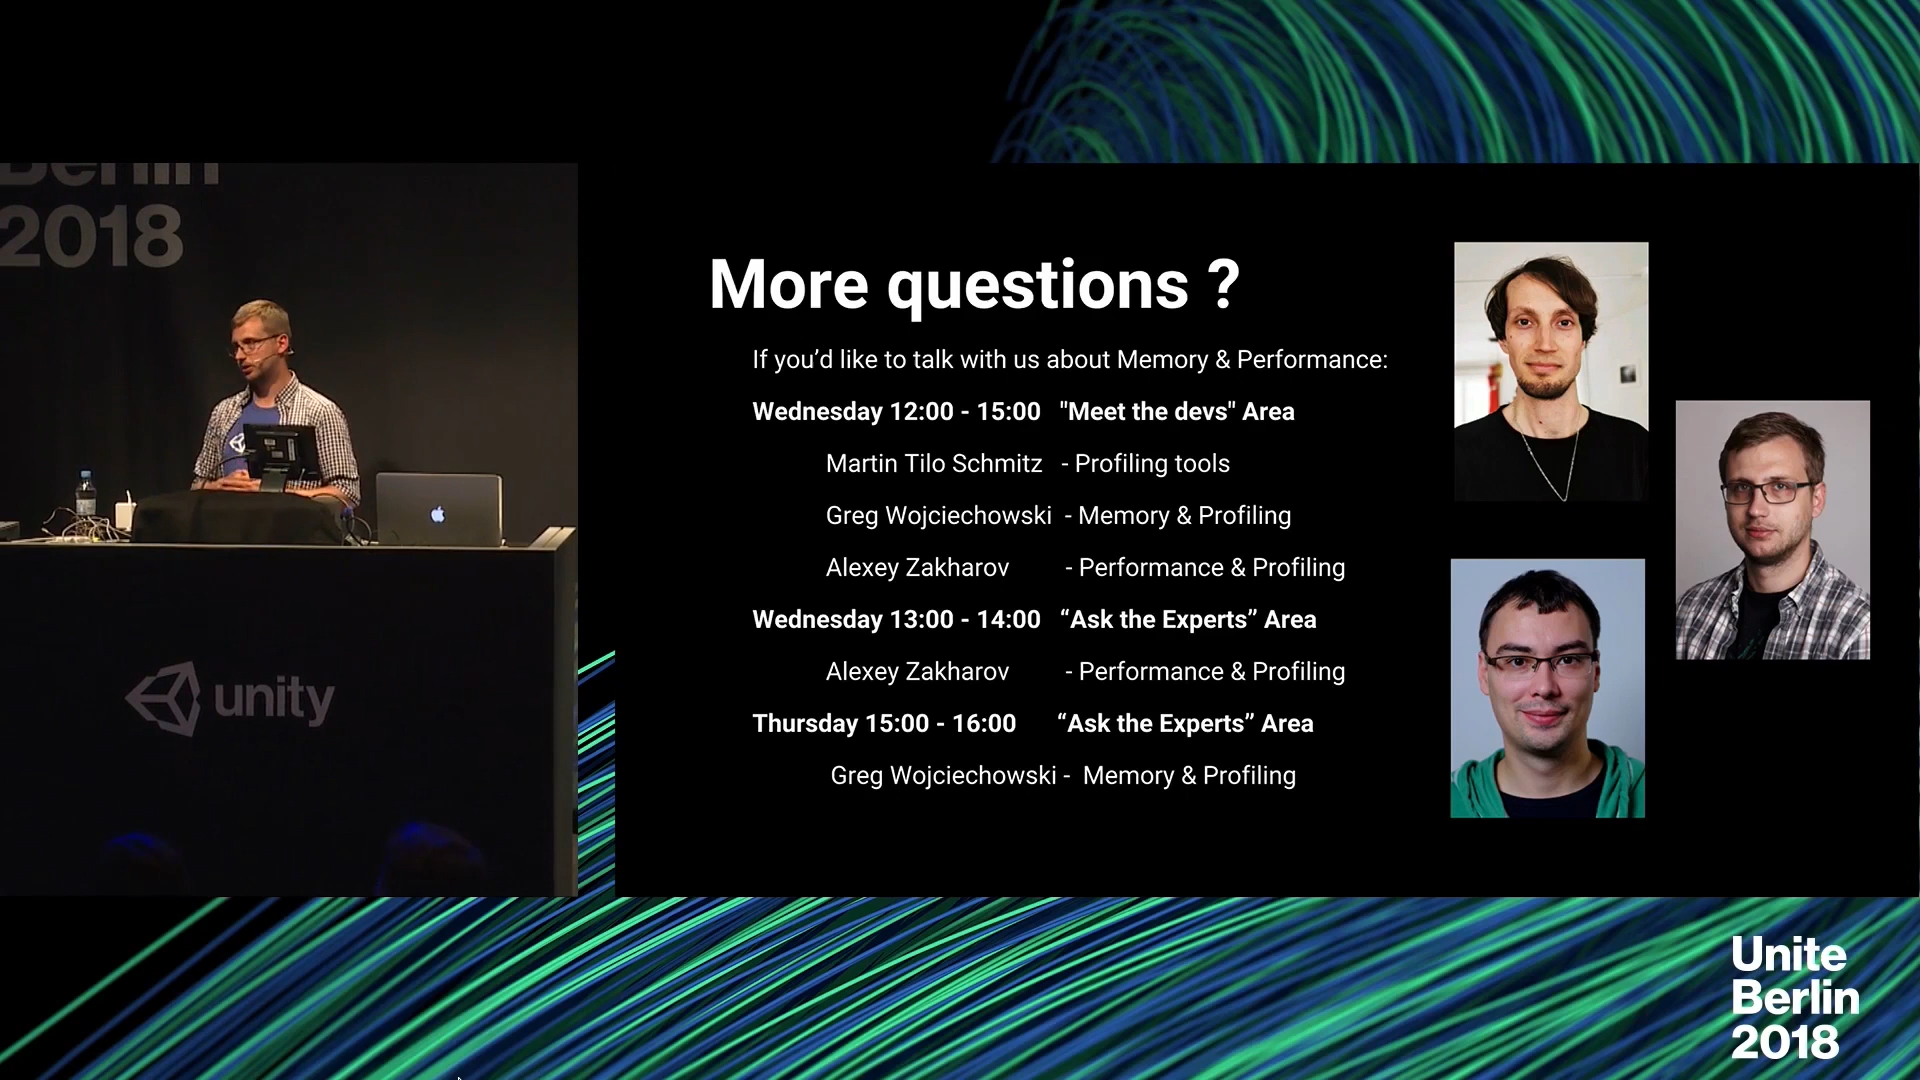 Berlin
2018
unity
More questions ?
If you’d like to talk with us about Memory & Performance:
Wednesday 12:00 - 15:00 "Meet the devs" Area
Martin Tilo Schmitz - Profiling tools
Greg Wojciechowski - Memory & Profiling
Alexey Zakharov - Performance & Profiling
Wednesday 13:00 - 14:00 “Ask the Experts” Area
Alexey Zakharov - Performance & Profiling
Thursday 15:00 - 16:00 “Ask the Experts” Area
Greg Wojciechowski - Memory & Profiling
Unite
Berlin
2018